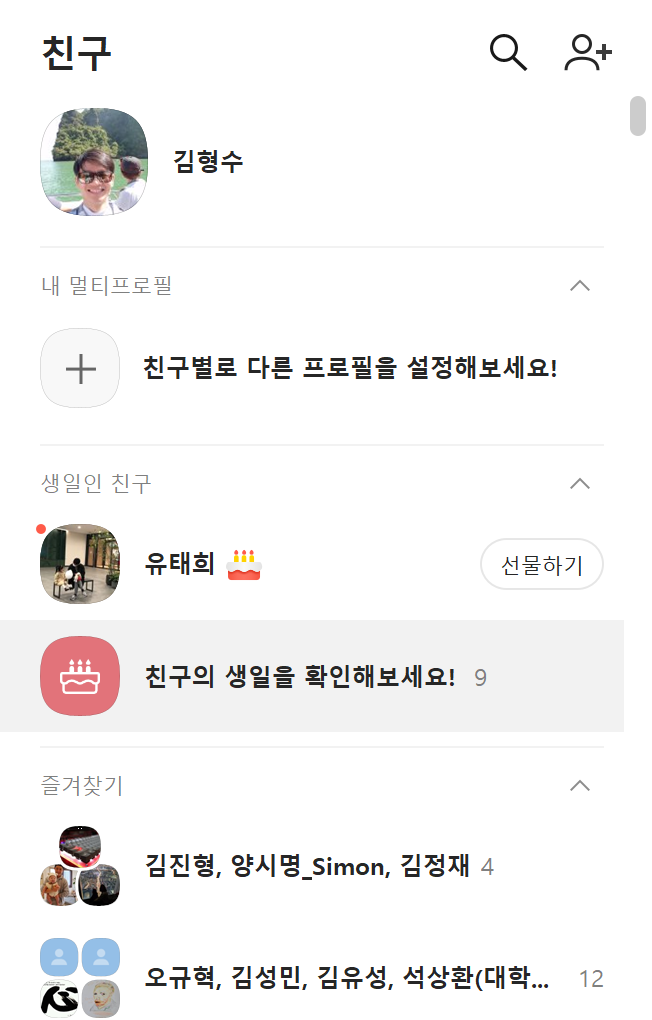 친구
김형수
내 멀티프로필
친구별로 다른 프로필을 설정해보세요!
생일인 친구
유태희
선물하기
친구의 생일을 확인해보세요! 9
즐겨찾기
김진형, 양시명_Simon, 김정재 4
오규혁, 김성민, 김유성, 석상환(대학... 12